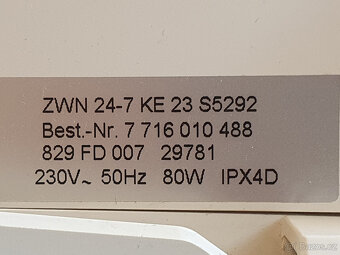 ZWN 24-7 KE 23 S5292
Best.-Nr. 7 716 010 488
829 FD 007 29781
230V~ 50Hz 80W IPX4D